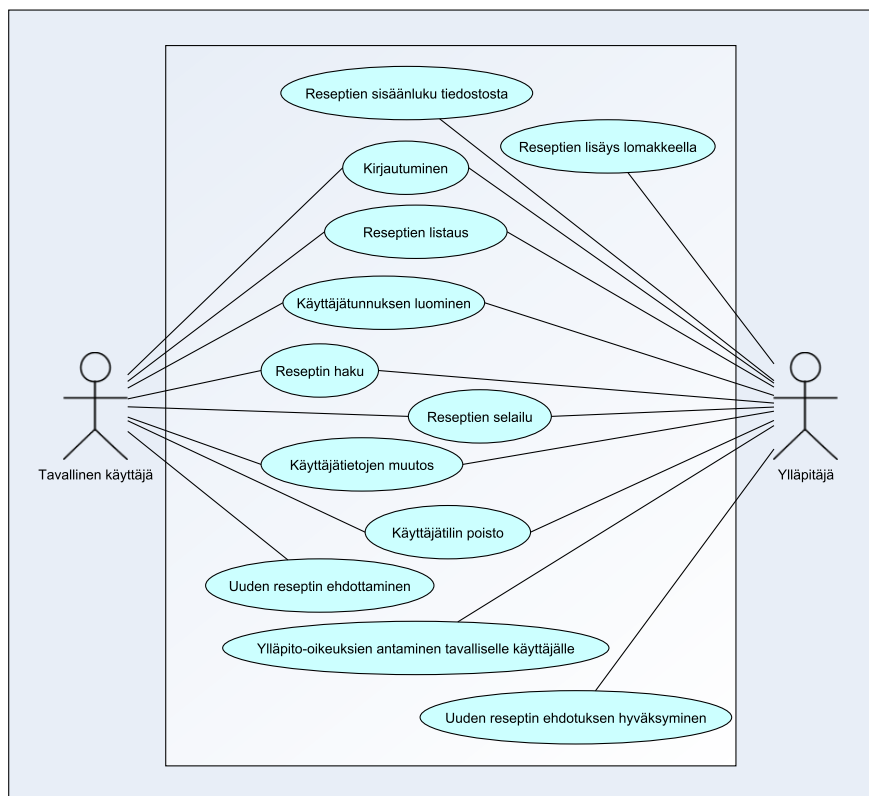 Reseptien sisäänluku tiedostosta
Reseptien lisäys lomakkeella
Kirjautuminen
Reseptien listaus
Käyttäjätunnuksen luominen
Reseptin haku
Reseptien selailu
Käyttäjätietojen muutos
Tavallinen käyttäjä
Ylläpitäjä
Käyttäjätilin poisto
Uuden reseptin ehdottaminen
Ylläpito-oikeuksien antaminen tavalliselle käyttäjälle
Uuden reseptin ehdotuksen hyväksyminen